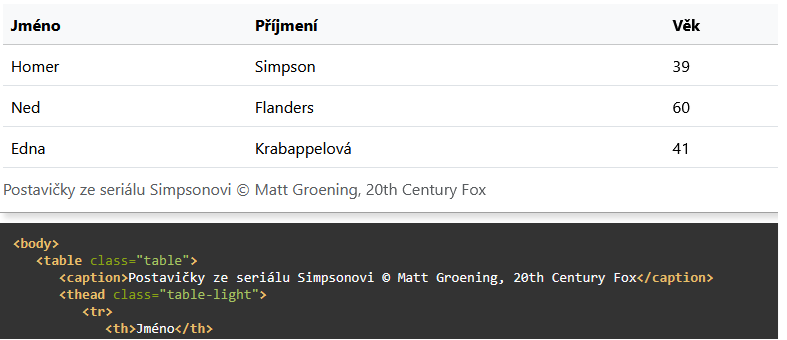 Jméno Příjmení Věk
Homer Simpson 39
Ned Flanders 60
Edna Krabappelová 41
Postavičky ze seriálu Simpsonovi © Matt Groening, 20th Century Fox
<body>
<table class="table">
<caption>Postavičky ze seriálu Simpsonovi © Matt Groening, 20th Century Fox</caption>
<thead class="table-light">
<tr>
<th>Jméno</th>